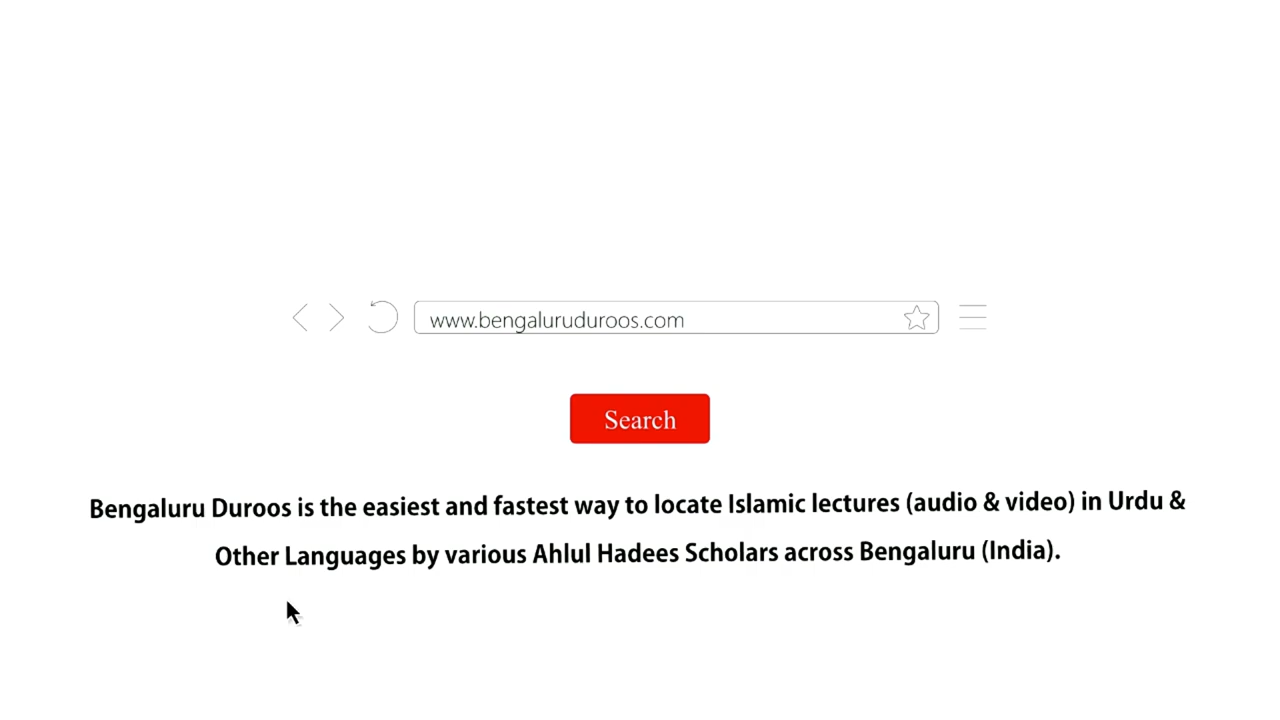 www.bengaluruduroos.com
Search
Bengaluru Duroos is the easiest and fastest way to locate Islamic lectures (audio & video) in Urdu &
Other Languages by various Ahlul Hadees Scholars across Bengaluru (India).